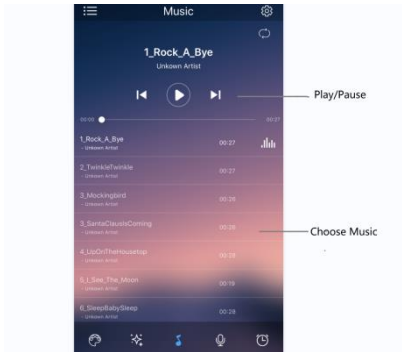 Music
1_Rock_A_Bye
Unkown Artist
Play/Pause
00:00
00:27
1_Rock_A_Bye
- Unkown Artist
00:27
2_TwinkleTwinkle
- Unkown Artist
00:27
3_Mockingbird
- Unkown Artist
00:26
3_SantaClausIsComing
- Unkown Artist
00:26
Choose Music
4_UpOnTheHousetop
- Unkown Artist
00:28
5_I_See_The_Moon
- Unkown Artist
00:19
6_SleepBabySleep
- Unkown Artist
00:28